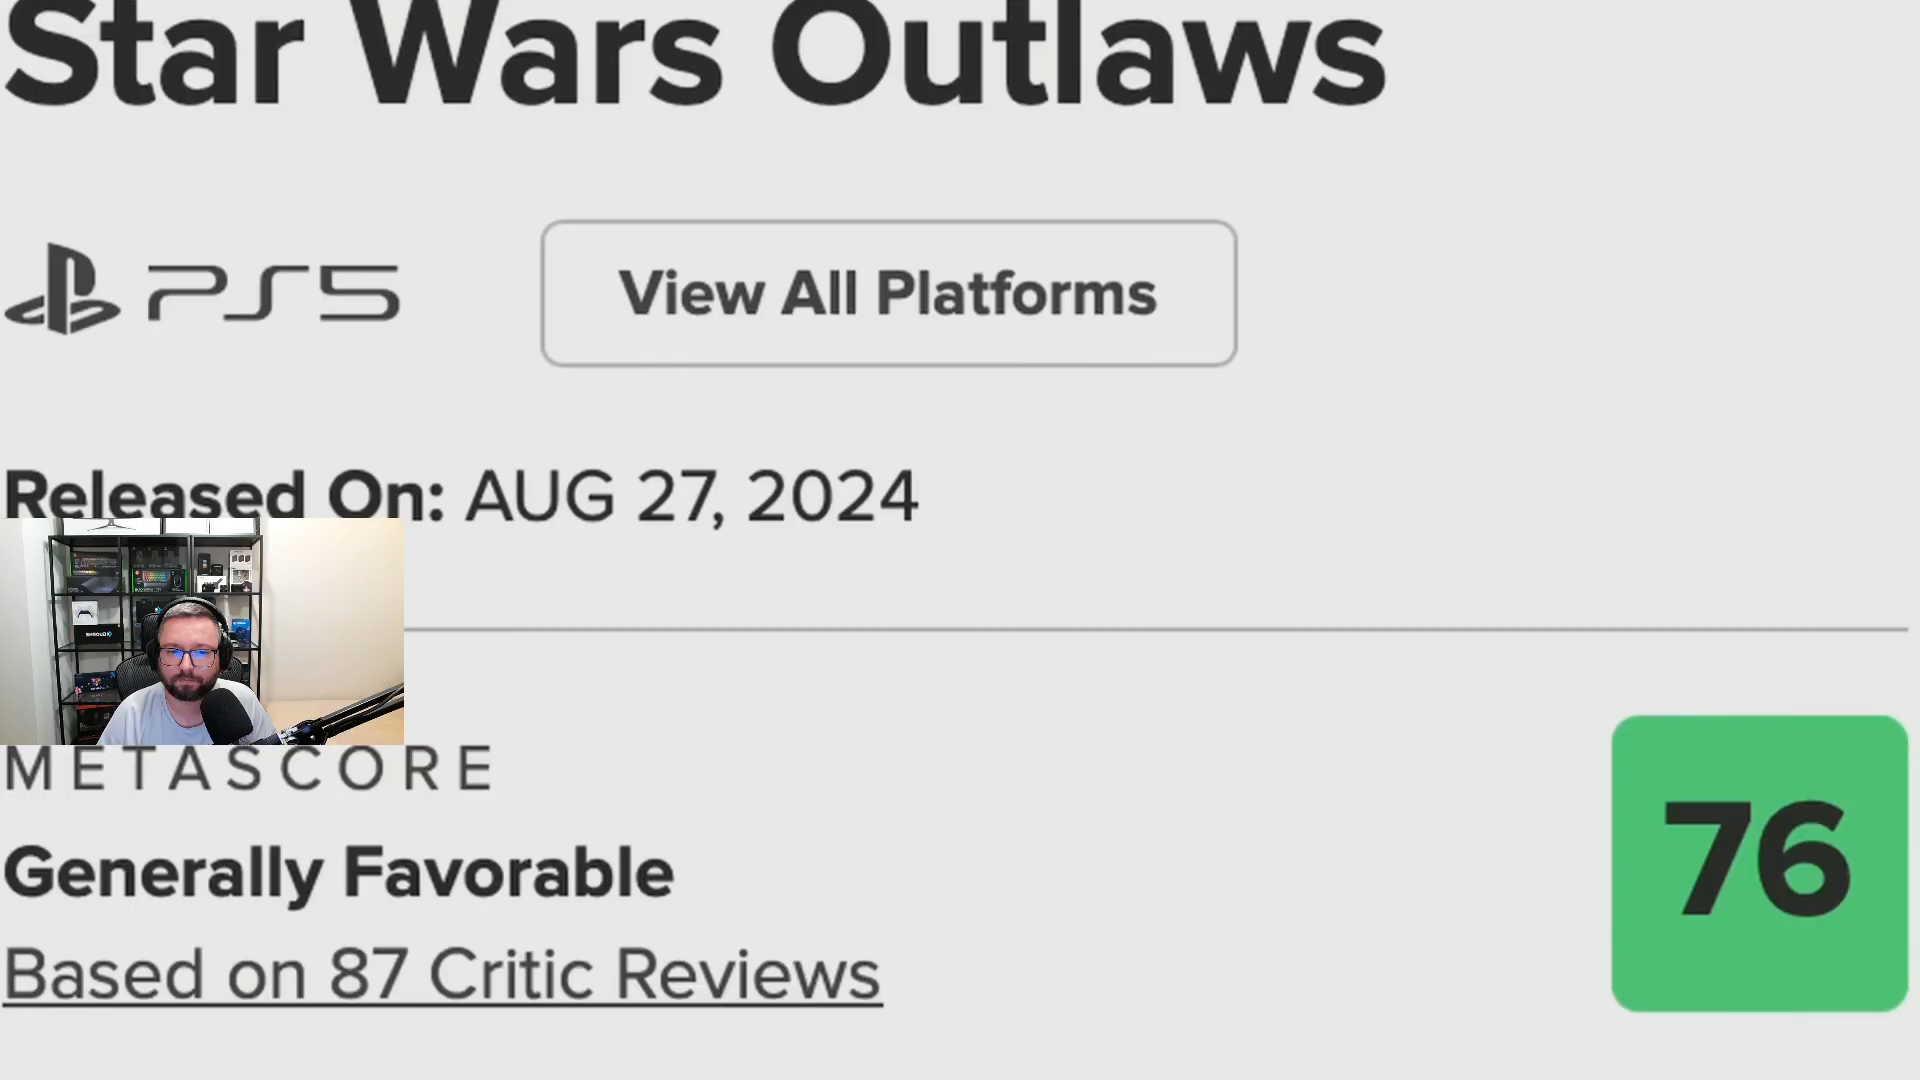 Star Wars Outlaws
PS5
View All Platforms
Released On: AUG 27, 2024
METASCORE
Generally Favorable
76
Based on 87 Critic Reviews